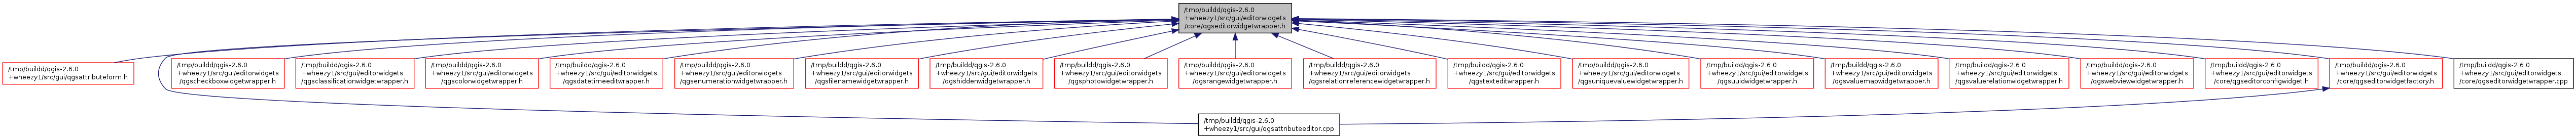 /tmp/buildd/qgis-2.6.0
+wheezy1/src/gui/editorwidgets
/core/qgseditorwidgetwrapper.h
/tmp/buildd/qgis-2.6.0
+wheezy1/src/gui/qgsattributeform.h
/tmp/buildd/qgis-2.6.0
+wheezy1/src/gui/editorwidgets
/qgscheckboxwidgetwrapper.h
/tmp/buildd/qgis-2.6.0
+wheezy1/src/gui/editorwidgets
/qgsclassificationwidgetwrapper.h
/tmp/buildd/qgis-2.6.0
+wheezy1/src/gui/editorwidgets
/qgscolorwidgetwrapper.h
/tmp/buildd/qgis-2.6.0
+wheezy1/src/gui/editorwidgets
/qgsdatetimeeditwrapper.h
/tmp/buildd/qgis-2.6.0
+wheezy1/src/gui/editorwidgets
/qgsenumerationwidgetwrapper.h
/tmp/buildd/qgis-2.6.0
+wheezy1/src/gui/editorwidgets
/qgsfilenamewidgetwrapper.h
/tmp/buildd/qgis-2.6.0
+wheezy1/src/gui/editorwidgets
/qgshiddenwidgetwrapper.h
/tmp/buildd/qgis-2.6.0
+wheezy1/src/gui/editorwidgets
/qgsphotowidgetwrapper.h
/tmp/buildd/qgis-2.6.0
+wheezy1/src/gui/editorwidgets
/qgsrangewidgetwrapper.h
/tmp/buildd/qgis-2.6.0
+wheezy1/src/gui/editorwidgets
/qgsrelationreferencewidgetwrapper.h
/tmp/buildd/qgis-2.6.0
+wheezy1/src/gui/editorwidgets
/qgstexteditwrapper.h
/tmp/buildd/qgis-2.6.0
+wheezy1/src/gui/editorwidgets
/qgsuniquevaluewidgetwrapper.h
/tmp/buildd/qgis-2.6.0
+wheezy1/src/gui/editorwidgets
/qgsuuidwidgetwrapper.h
/tmp/buildd/qgis-2.6.0
+wheezy1/src/gui/editorwidgets
/qgsvaluemapwidgetwrapper.h
/tmp/buildd/qgis-2.6.0
+wheezy1/src/gui/editorwidgets
/qgsvaluerelationwidgetwrapper.h
/tmp/buildd/qgis-2.6.0
+wheezy1/src/gui/editorwidgets
/qgswebviewwidgetwrapper.h
/tmp/buildd/qgis-2.6.0
+wheezy1/src/gui/editorwidgets
/core/qgseditorconfigwidget.h
/tmp/buildd/qgis-2.6.0
+wheezy1/src/gui/editorwidgets
/core/qgseditorwidgetfactory.h
/tmp/buildd/qgis-2.6.0
+wheezy1/src/gui/editorwidgets
/core/qgseditorwidgetwrapper.cpp
/tmp/buildd/qgis-2.6.0
+wheezy1/src/gui/qgsattributeeditor.cpp